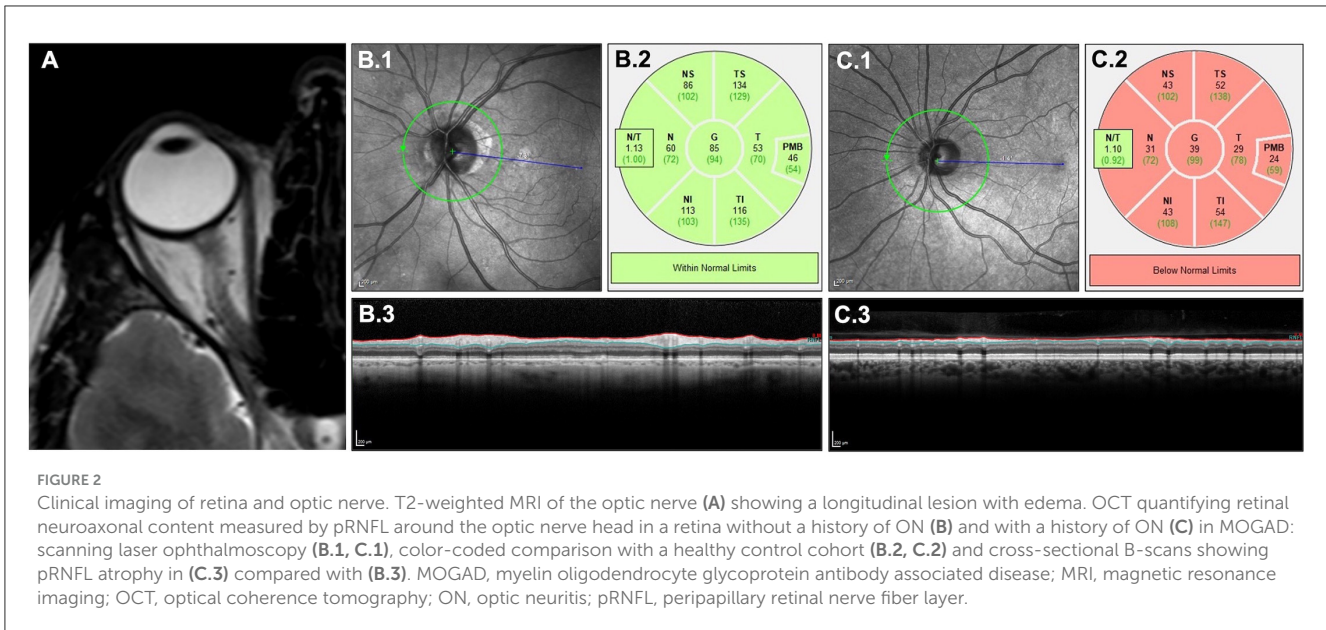 A
B.1
B.2
NS
86
(102)
TS
134
(129)
N/T
1.13
(1.00)
N
60
(72)
G
85
(94)
T
53
(70)
PMB
46
(54)
NI
113
(103)
TI
116
(135)
Within Normal Limits
C.1
C.2
NS
43
(102)
TS
52
(138)
N/T
1.10
(0.92)
N
31
(72)
G
39
(99)
T
29
(78)
PMB
24
(59)
NI
43
(108)
TI
54
(147)
Below Normal Limits
200 µm
200 µm
B.3
200 µm
C.3
200 µm
FIGURE 2
Clinical imaging of retina and optic nerve. T2-weighted MRI of the optic nerve (A) showing a longitudinal lesion with edema. OCT quantifying retinal
neuroaxonal content measured by pRNFL around the optic nerve head in a retina without a history of ON (B) and with a history of ON (C) in MOGAD:
scanning laser ophthalmoscopy (B.1, C.1), color-coded comparison with a healthy control cohort (B.2, C.2) and cross-sectional B-scans showing
pRNFL atrophy in (C.3) compared with (B.3). MOGAD, myelin oligodendrocyte glycoprotein antibody associated disease; MRI, magnetic resonance
imaging; OCT, optical coherence tomography; ON, optic neuritis; pRNFL, peripapillary retinal nerve fiber layer.